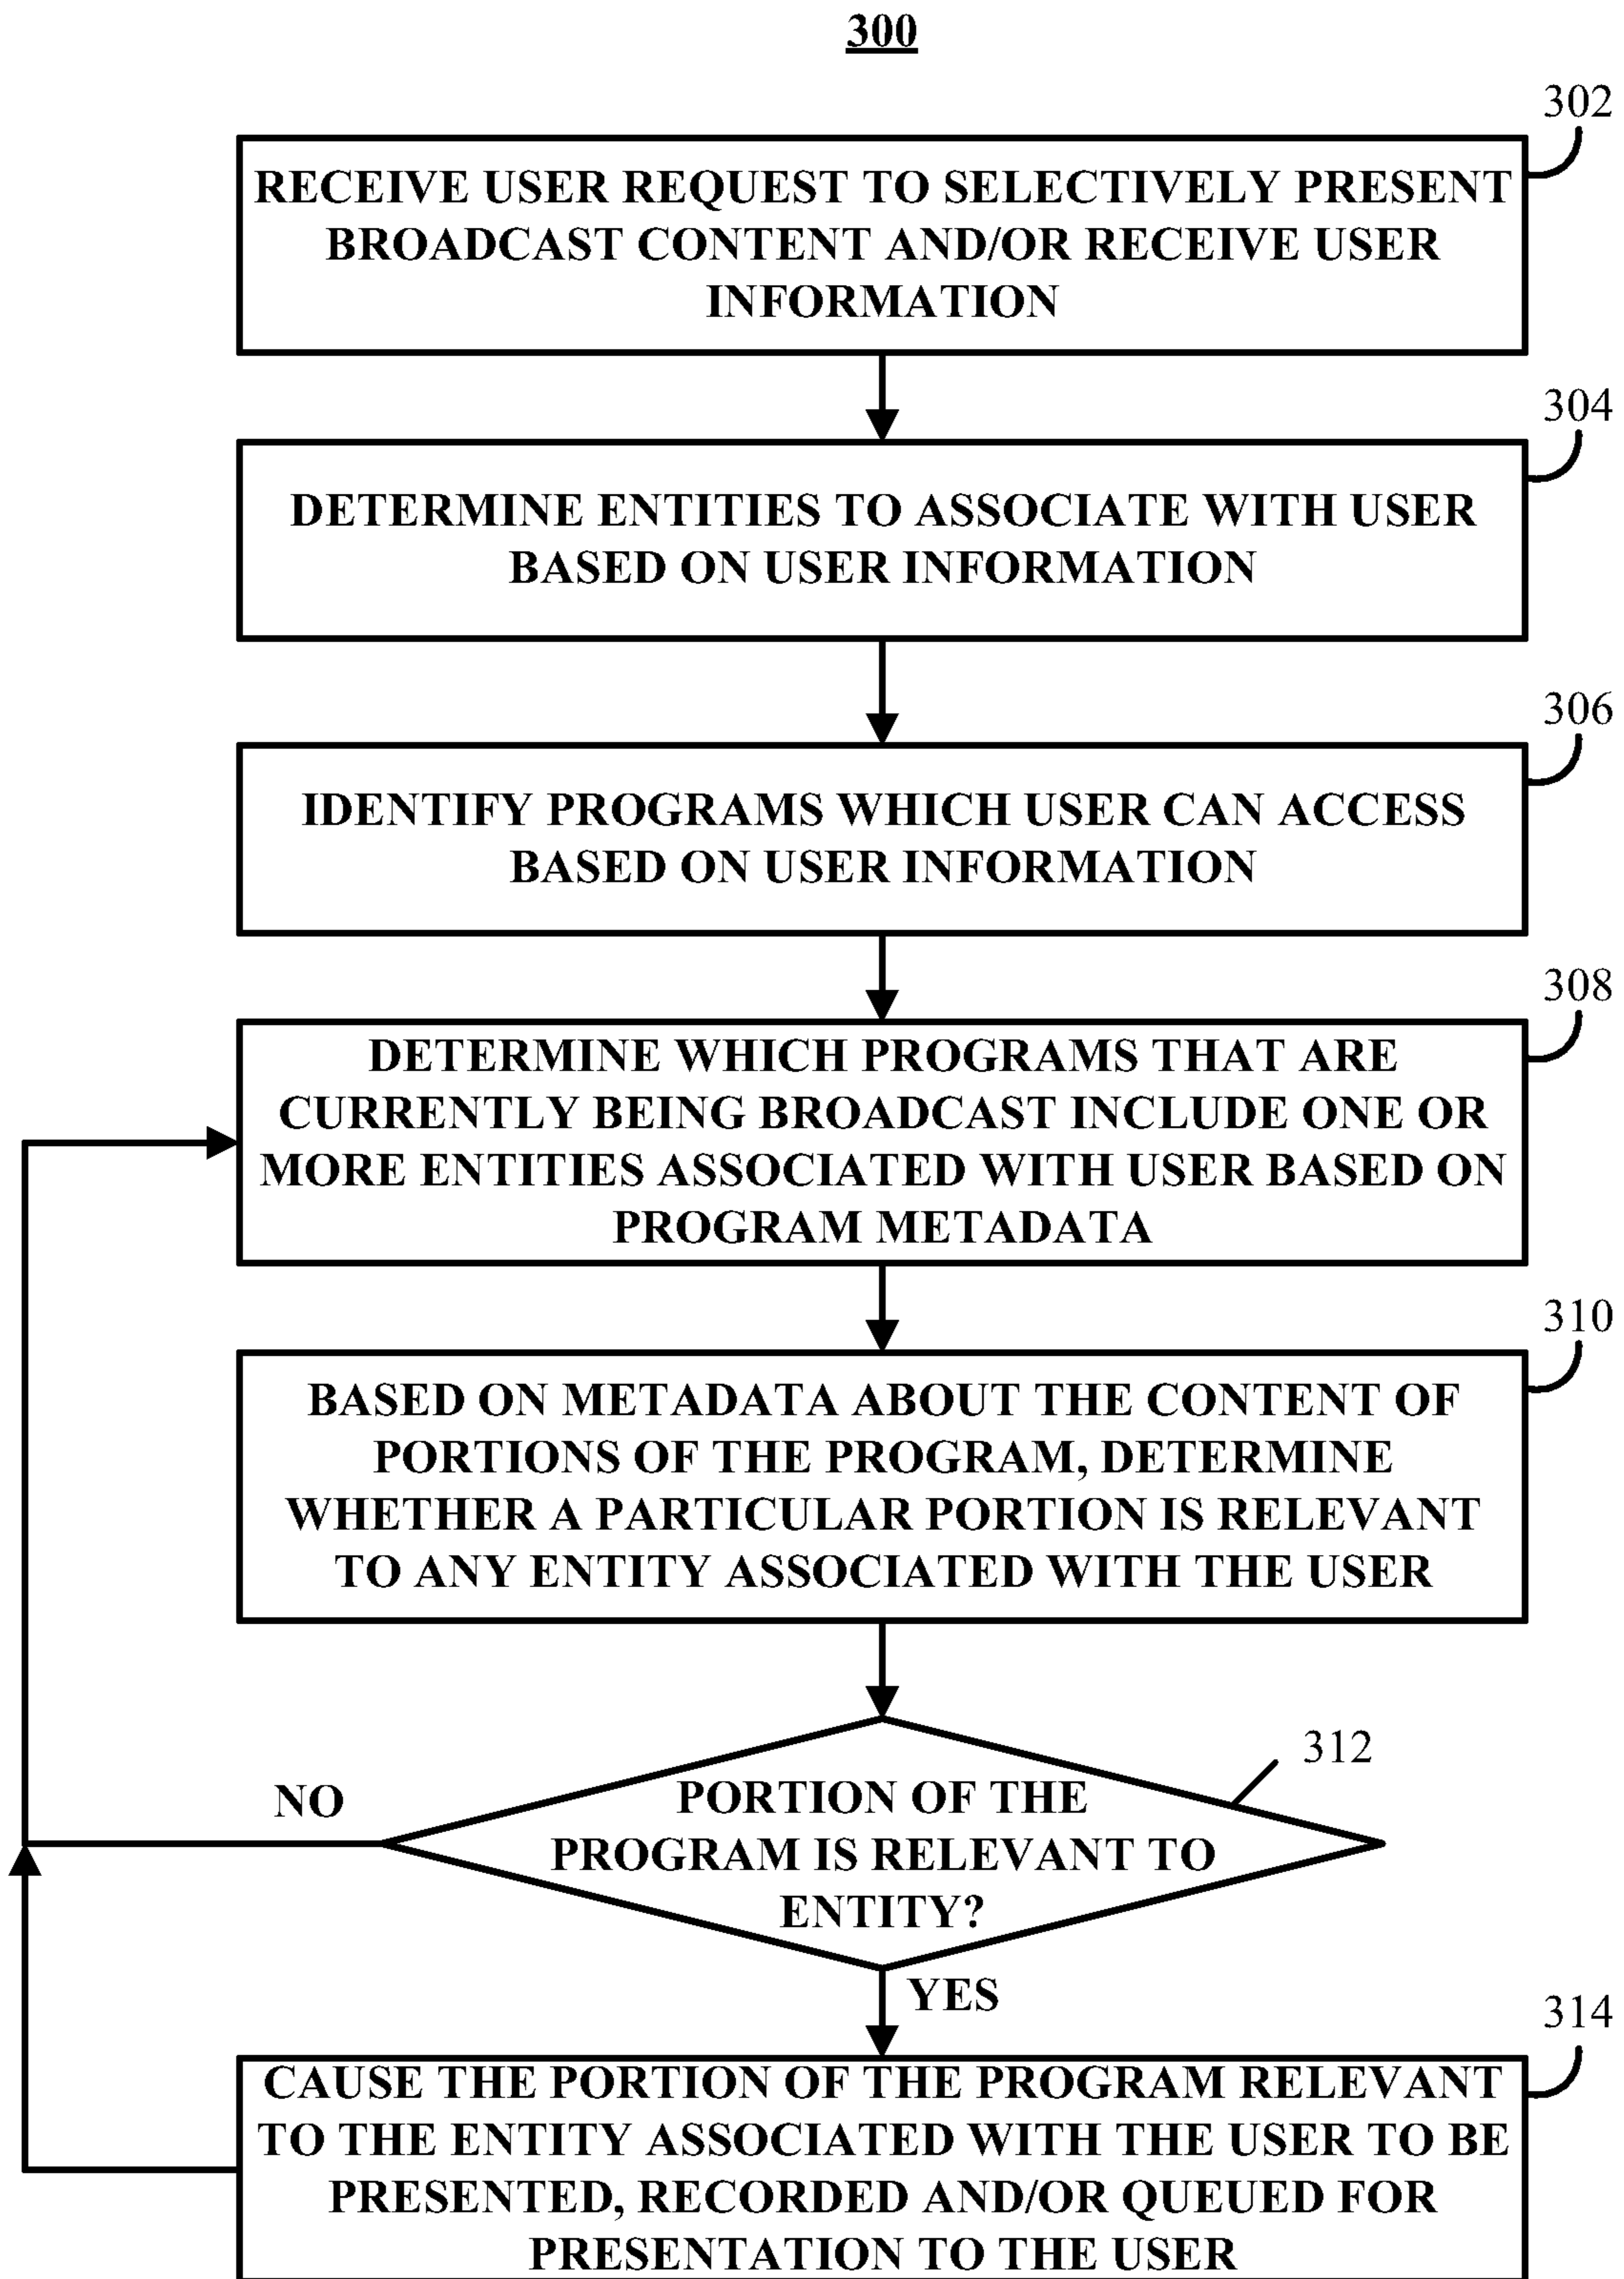 300
302
RECEIVE USER REQUEST TO SELECTIVELY PRESENT
BROADCAST CONTENT AND/OR RECEIVE USER
INFORMATION
304
DETERMINE ENTITIES TO ASSOCIATE WITH USER
BASED ON USER INFORMATION
306
IDENTIFY PROGRAMS WHICH USER CAN ACCESS
BASED ON USER INFORMATION
308
DETERMINE WHICH PROGRAMS THAT ARE
CURRENTLY BEING BROADCAST INCLUDE ONE OR
MORE ENTITIES ASSOCIATED WITH USER BASED ON
PROGRAM METADATA
310
BASED ON METADATA ABOUT THE CONTENT OF
PORTIONS OF THE PROGRAM, DETERMINE
WHETHER A PARTICULAR PORTION IS RELEVANT
TO ANY ENTITY ASSOCIATED WITH THE USER
312
NO
PORTION OF THE
PROGRAM IS RELEVANT TO
ENTITY?
YES
314
CAUSE THE PORTION OF THE PROGRAM RELEVANT
TO THE ENTITY ASSOCIATED WITH THE USER TO BE
PRESENTED, RECORDED AND/OR QUEUED FOR
PRESENTATION TO THE USER